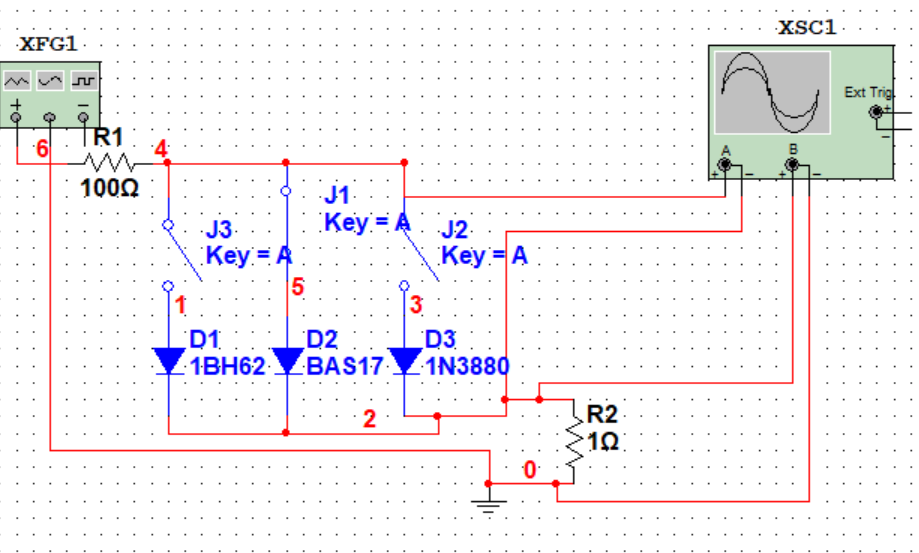 XSC1
XFG1
Ext Trig
+
+
−
−
A
B
+
−
+
−
6
R1
4
100Ω
J3
Key = A
J1
Key = A
J2
Key = A
1
5
3
D1
1BH62
D2
BAS17
D3
1N3880
2
R2
1Ω
0